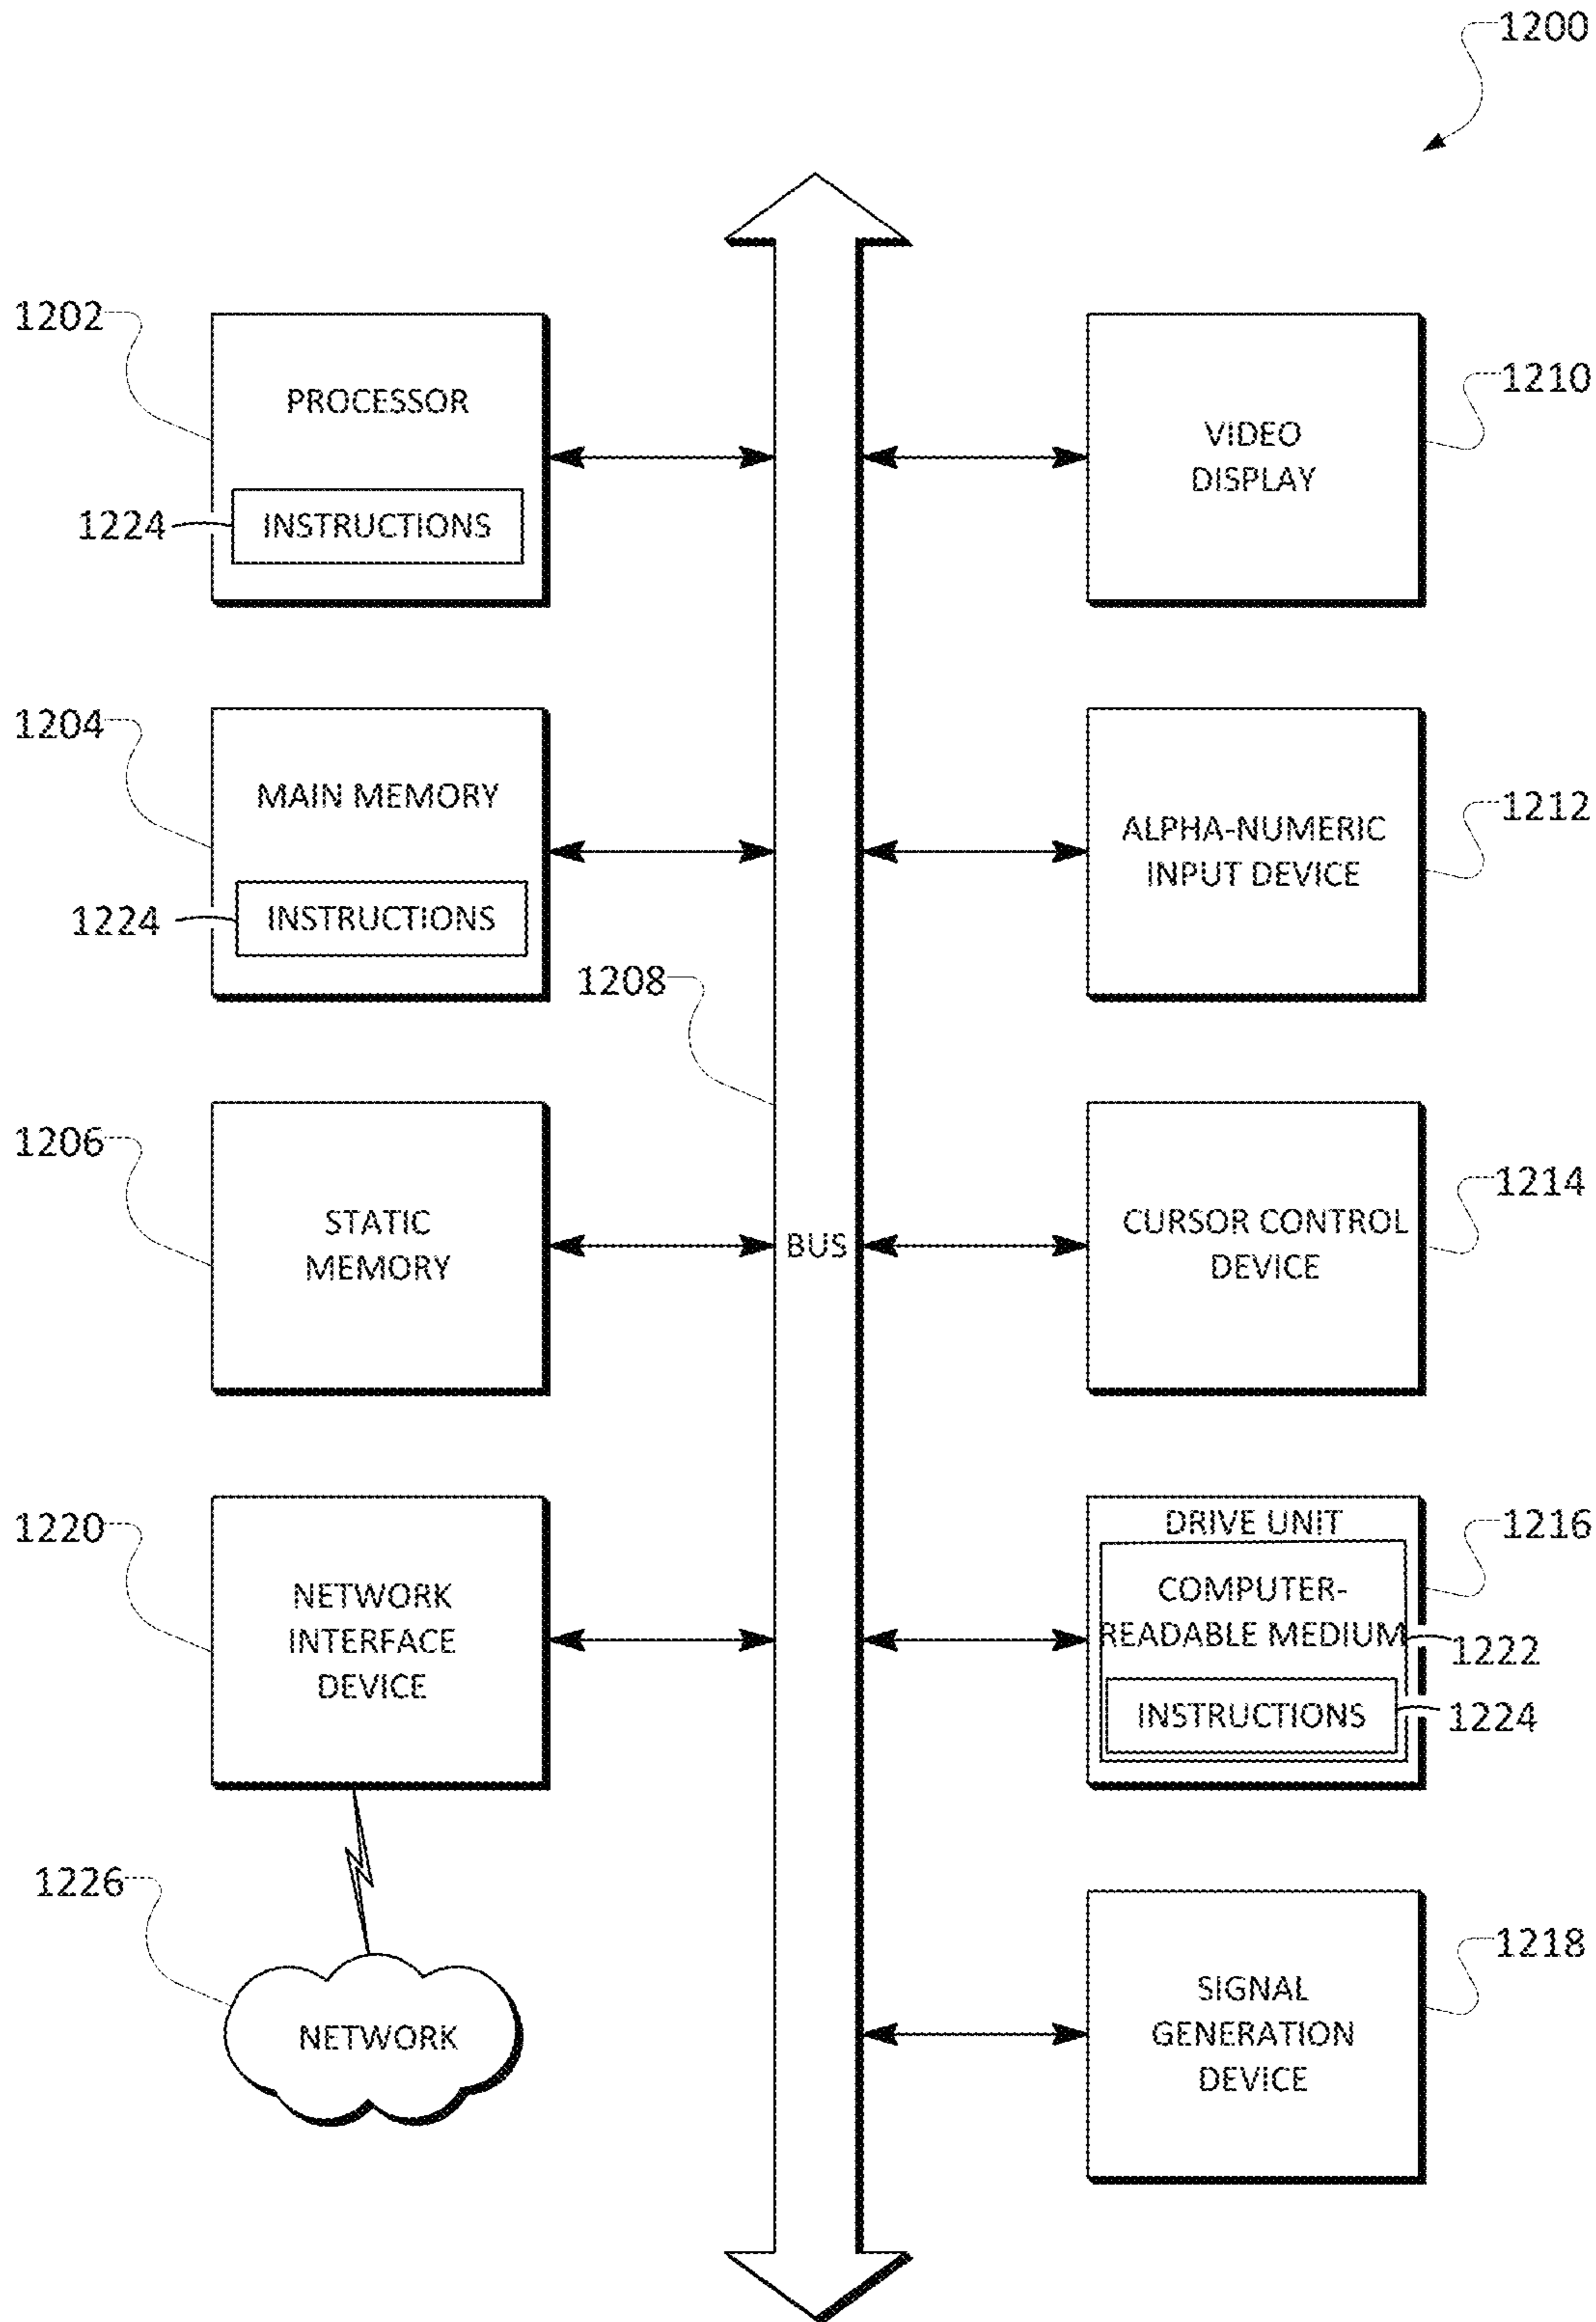 1200
1202
PROCESSOR
1224
INSTRUCTIONS
1210
VIDEO
DISPLAY
1204
MAIN MEMORY
1224
INSTRUCTIONS
1212
ALPHA-NUMERIC
INPUT DEVICE
1208
1206
STATIC
MEMORY
BUS
1214
CURSOR CONTROL
DEVICE
1220
NETWORK
INTERFACE
DEVICE
1216
DRIVE UNIT
COMPUTER-
READABLE MEDIUM
1222
INSTRUCTIONS
1224
1226
NETWORK
1218
SIGNAL
GENERATION
DEVICE